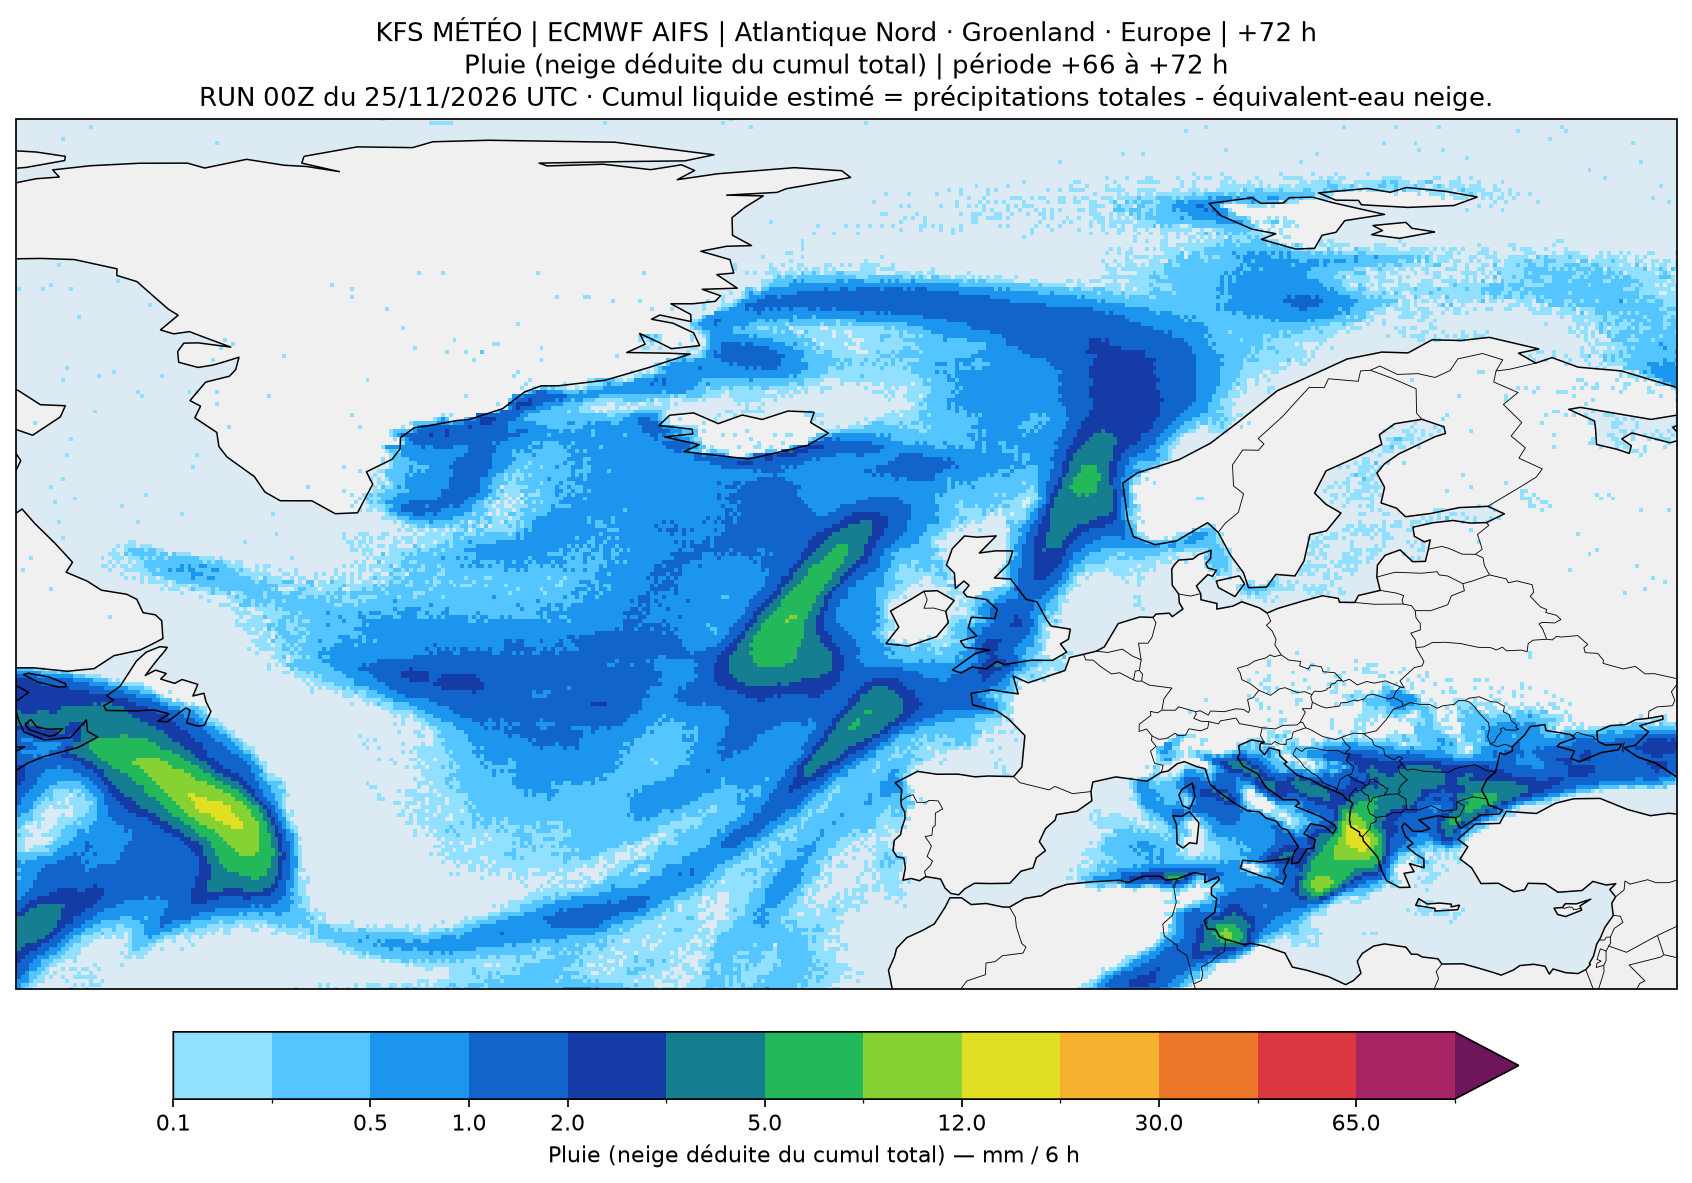 KFS MÉTÉO | ECMWF AIFS | Atlantique Nord · Groenland · Europe | +72 h
Pluie (neige déduite du cumul total) | période +66 à +72 h
RUN 00Z du 25/11/2026 UTC · Cumul liquide estimé = précipitations totales - équivalent-eau neige.
0.1 0.5 1.0 2.0 5.0 12.0 30.0 65.0
Pluie (neige déduite du cumul total) — mm / 6 h